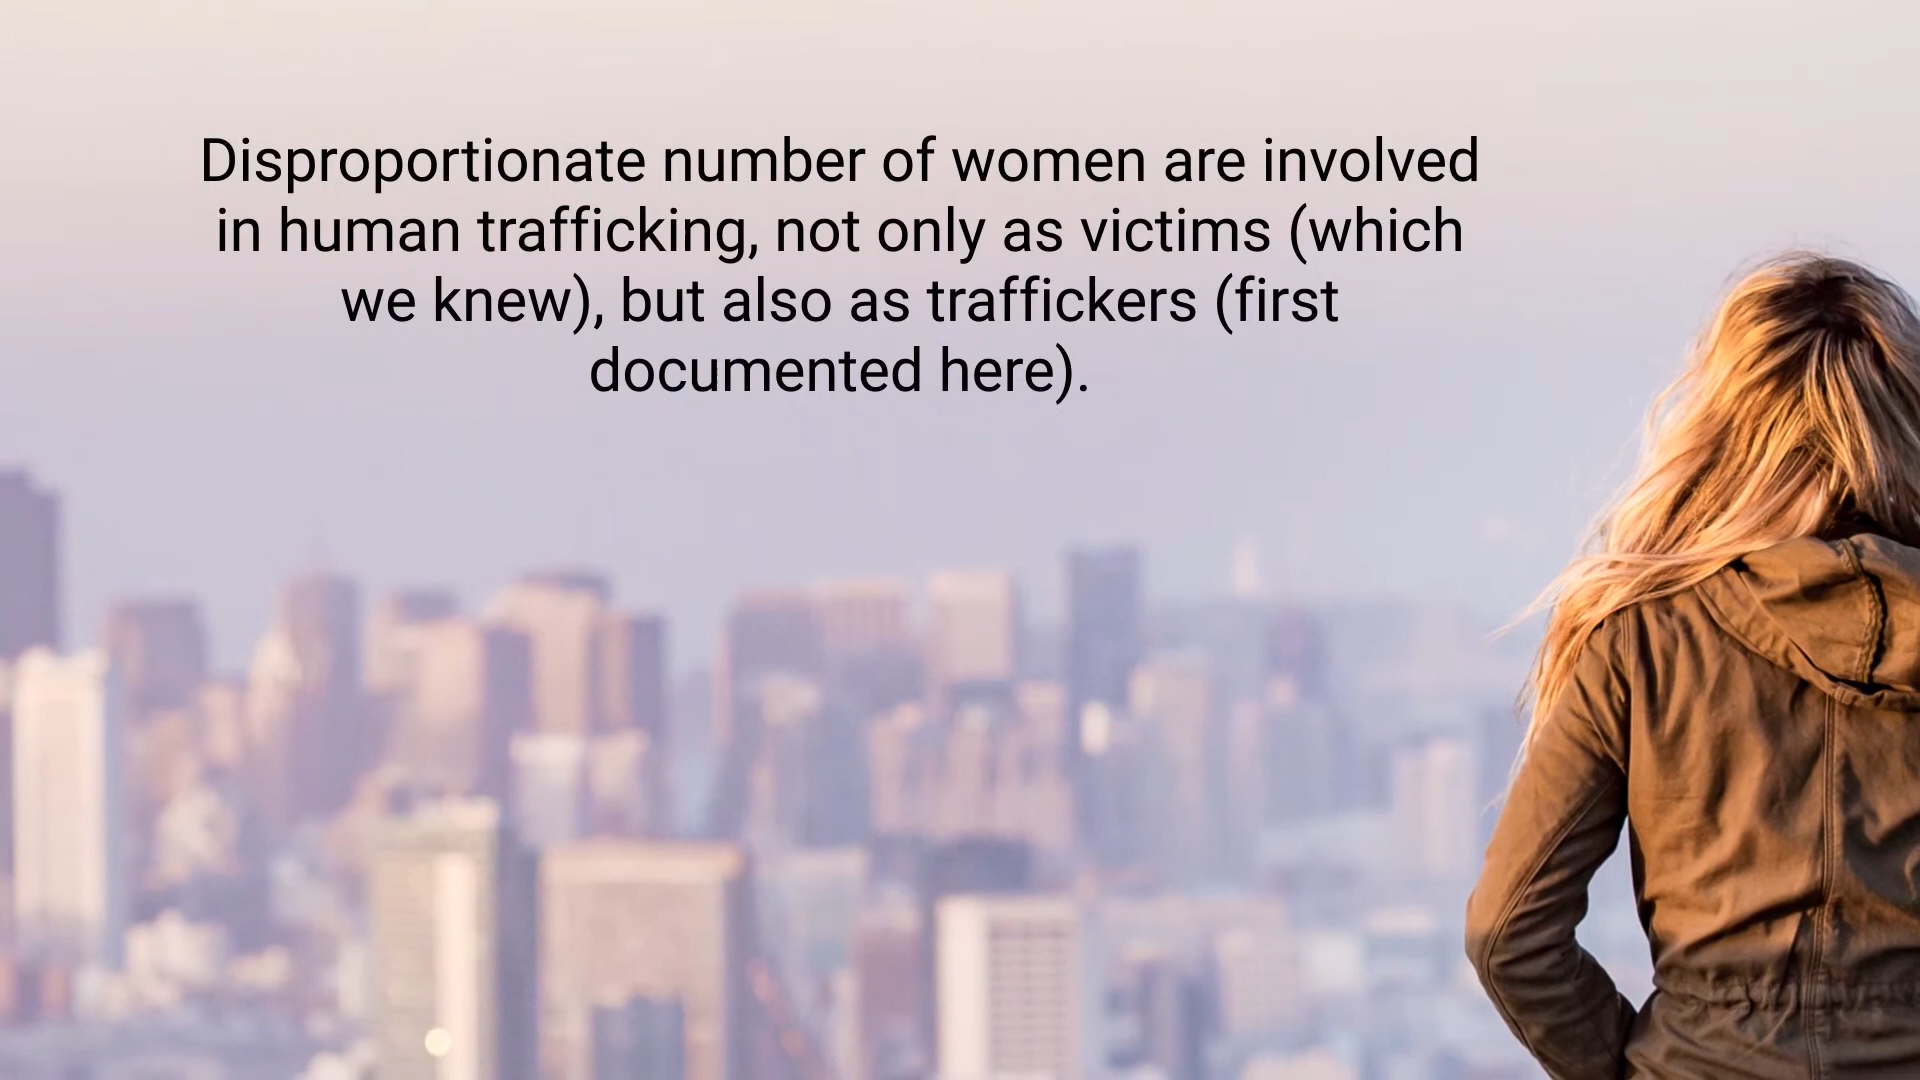 Disproportionate number of women are involved
in human trafficking, not only as victims (which
we knew), but also as traffickers (first
documented here).